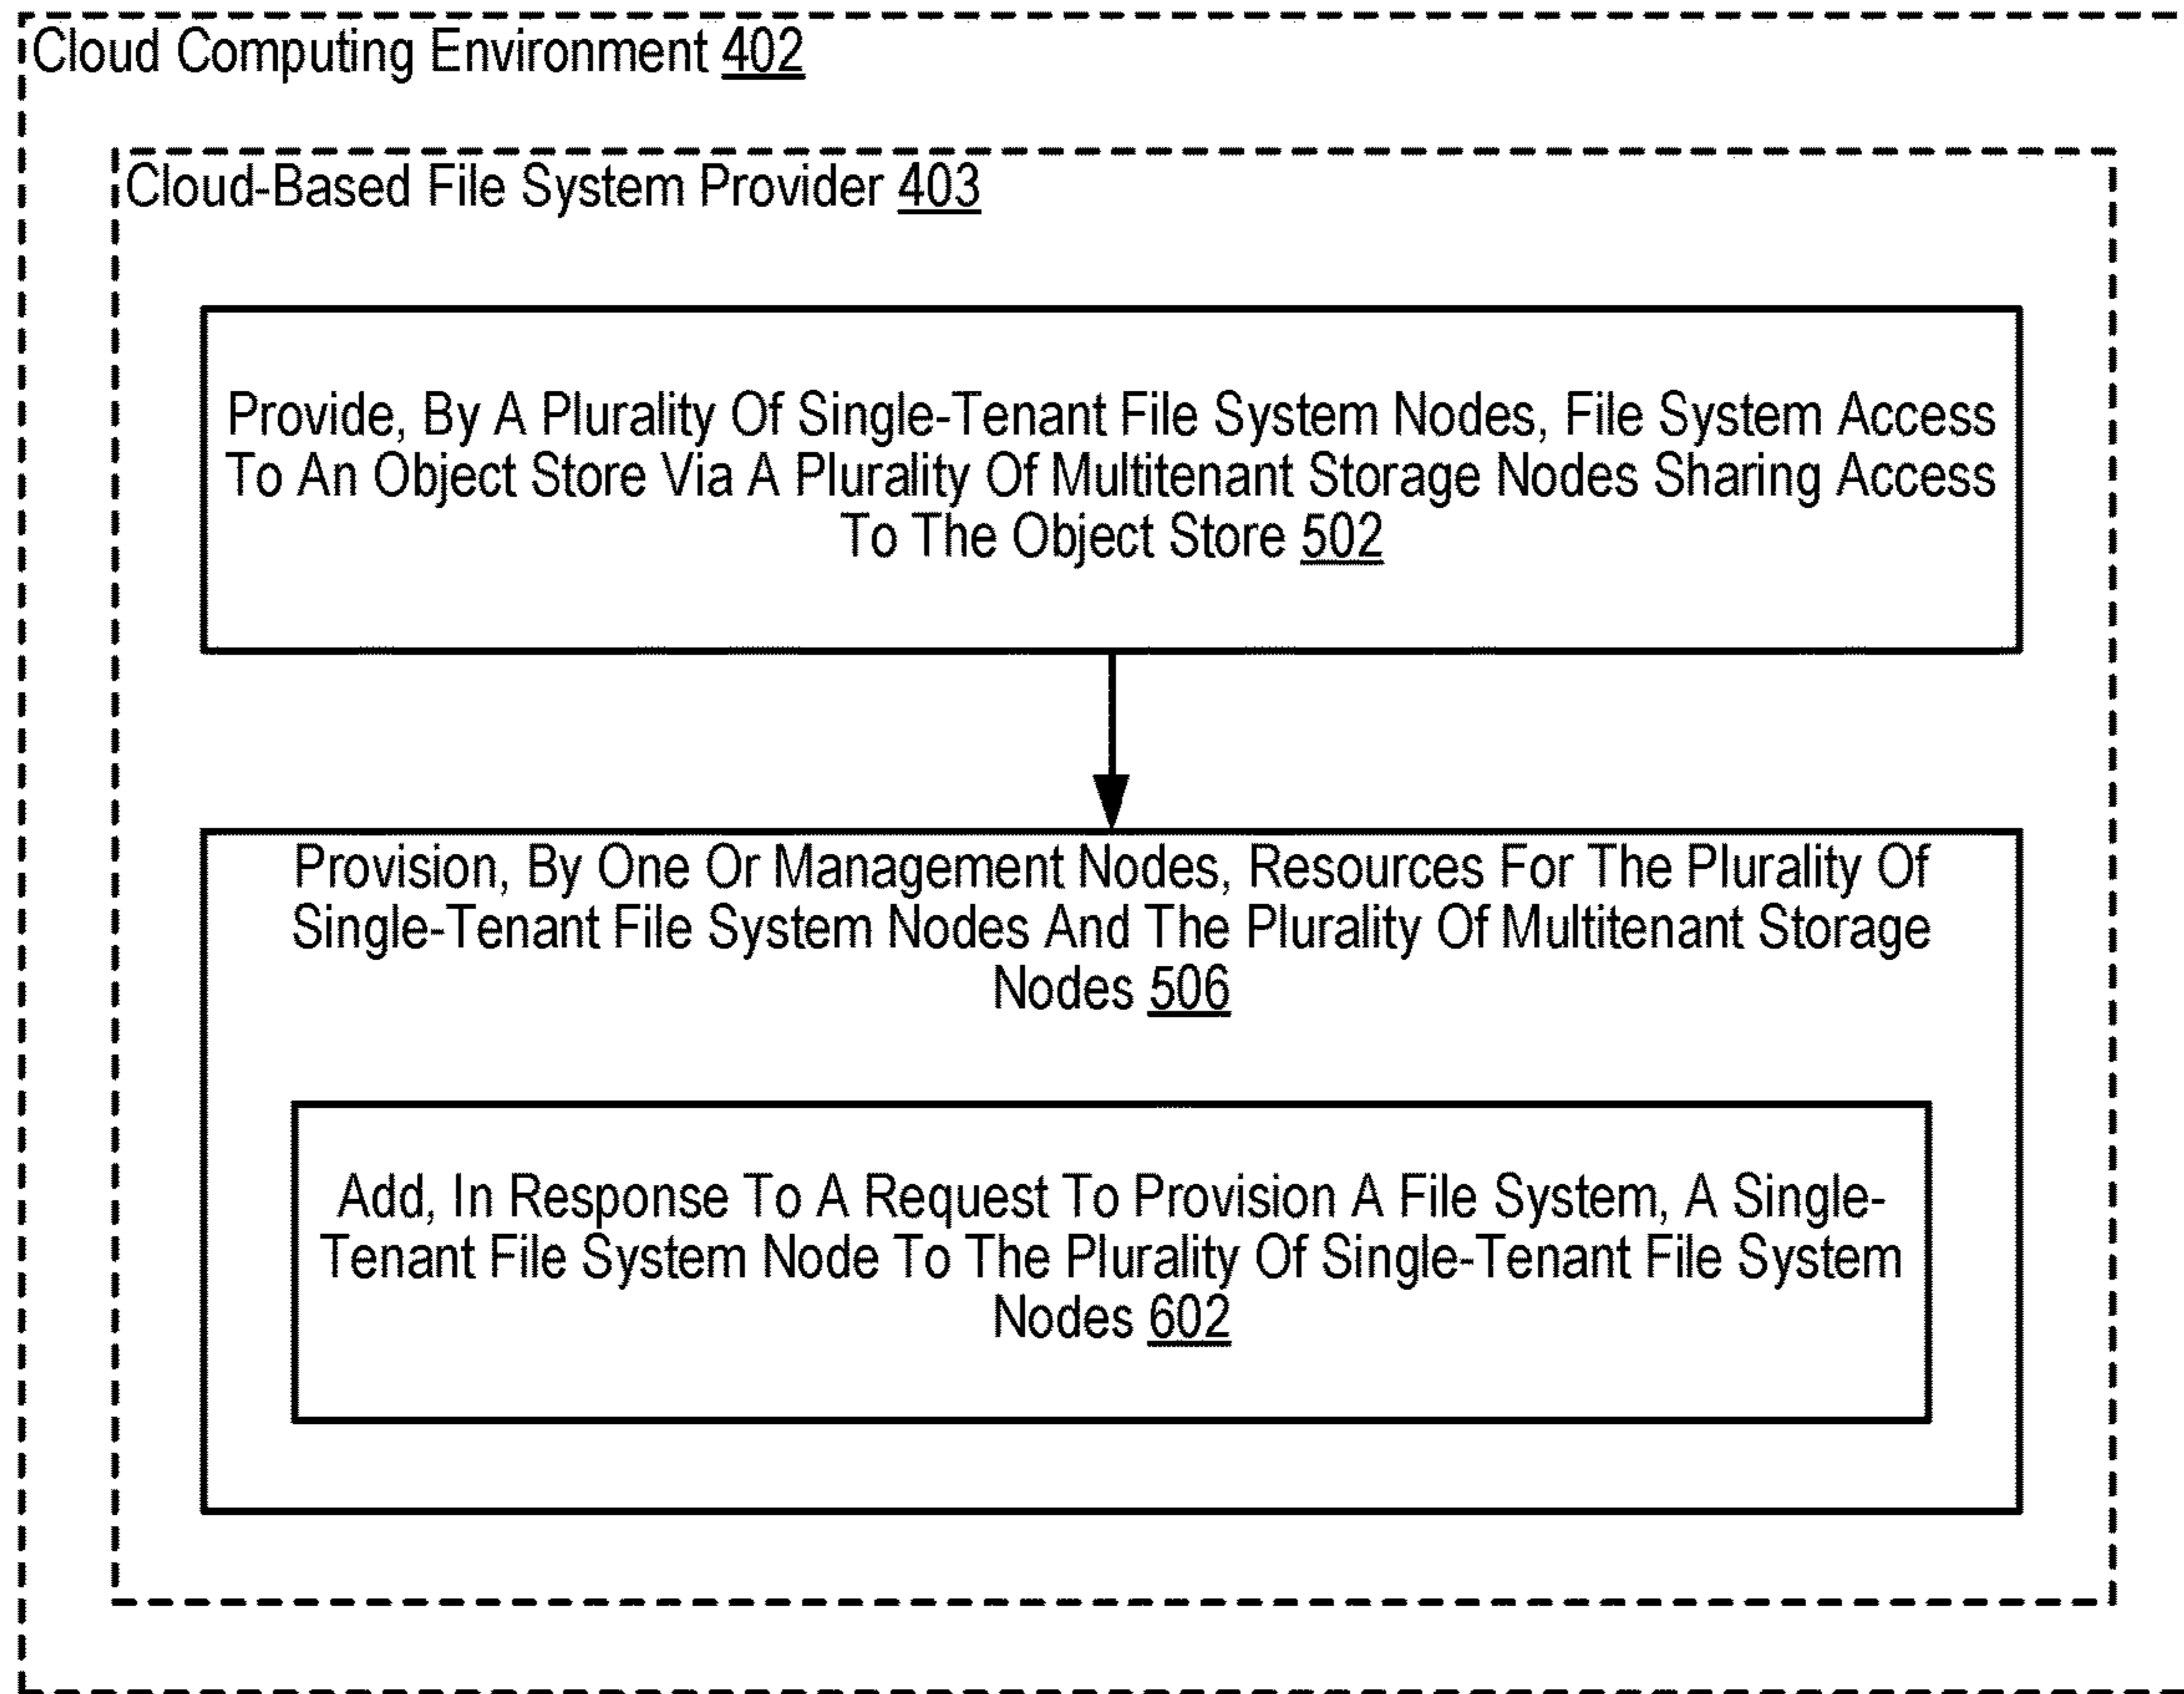 Cloud Computing Environment 402
Cloud-Based File System Provider 403
Provide, By A Plurality Of Single-Tenant File System Nodes, File System Access
To An Object Store Via A Plurality Of Multitenant Storage Nodes Sharing Access
To The Object Store 502
Provision, By One Or Management Nodes, Resources For The Plurality Of
Single-Tenant File System Nodes And The Plurality Of Multitenant Storage
Nodes 506
Add, In Response To A Request To Provision A File System, A Single-
Tenant File System Node To The Plurality Of Single-Tenant File System
Nodes 602